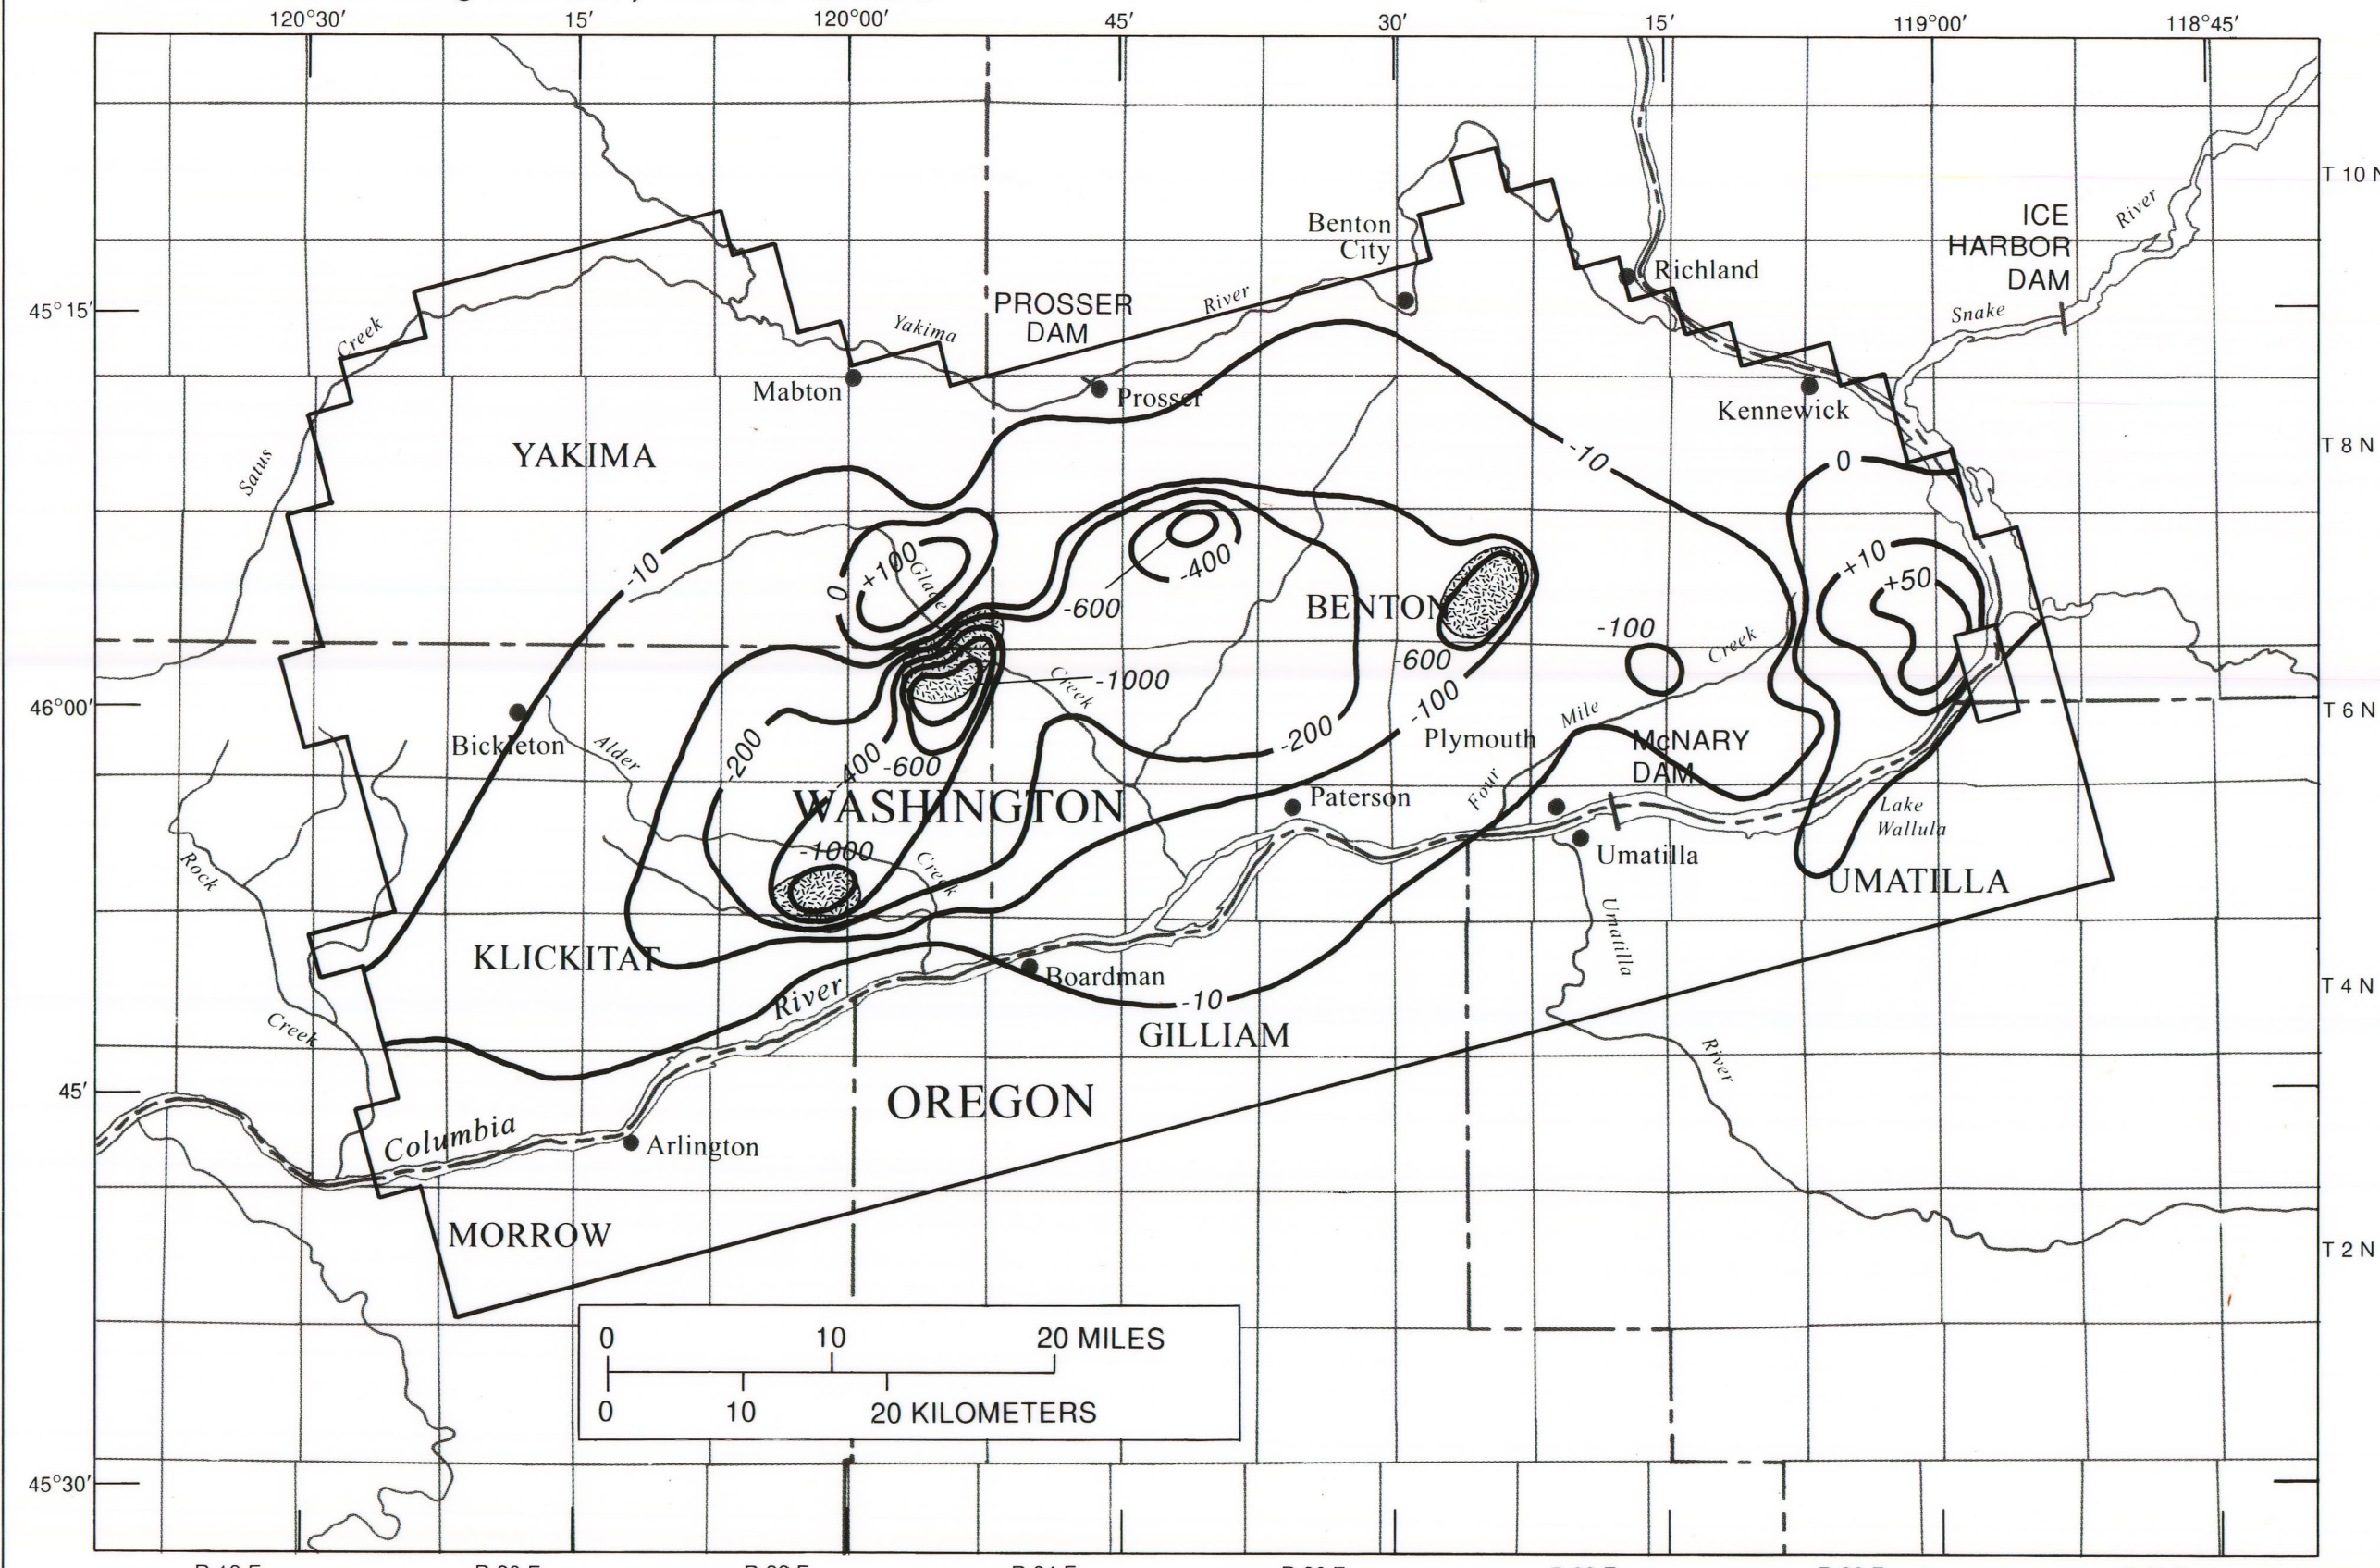 120°30′ 15′ 120°00′ 45′ 30′ 15′ 119°00′ 118°45′
T 10 N
River
ICE
HARBOR
DAM
Benton
City
Richland
45°15′
PROSSER
DAM
River
Snake
Creek
Yakima
Mabton
Prosser
Kennewick
YAKIMA
Satus
-10
0
T 8 N
-10
+100
0
Glade
-400
-600
+10
+50
BENTON
-100
Creek
-600
-1000
Creek
-100
46°00′
T 6 N
Bickleton
Alder
-200
-200
Plymouth
Mile
McNARY
DAM
-400
-600
Four
WASHINGTON
Paterson
Lake
Wallula
-1000
Umatilla
Rock
Creek
UMATILLA
Umatilla
KLICKITAT
Boardman
T 4 N
River
-10
Creek
GILLIAM
River
45′
OREGON
Columbia
Arlington
MORROW
T 2 N
0 10 20 MILES
0 10 20 KILOMETERS
45°30′